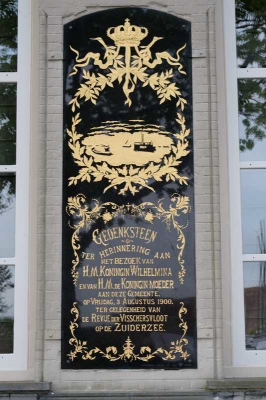 GEDENKSTEEN
TER HERINNERING AAN
HET BEZOEK VAN
H.M. KONINGIN WILHELMINA
EN VAN H.M. DE KONINGIN MOEDER
AAN DEZE GEMEENTE,
OP VRIJDAG, 3 AUGUSTUS 1900,
TER GELEGENHEID VAN
DE REVUE DER VISSCHERSVLOOT
OP DE ZUIDERZEE.